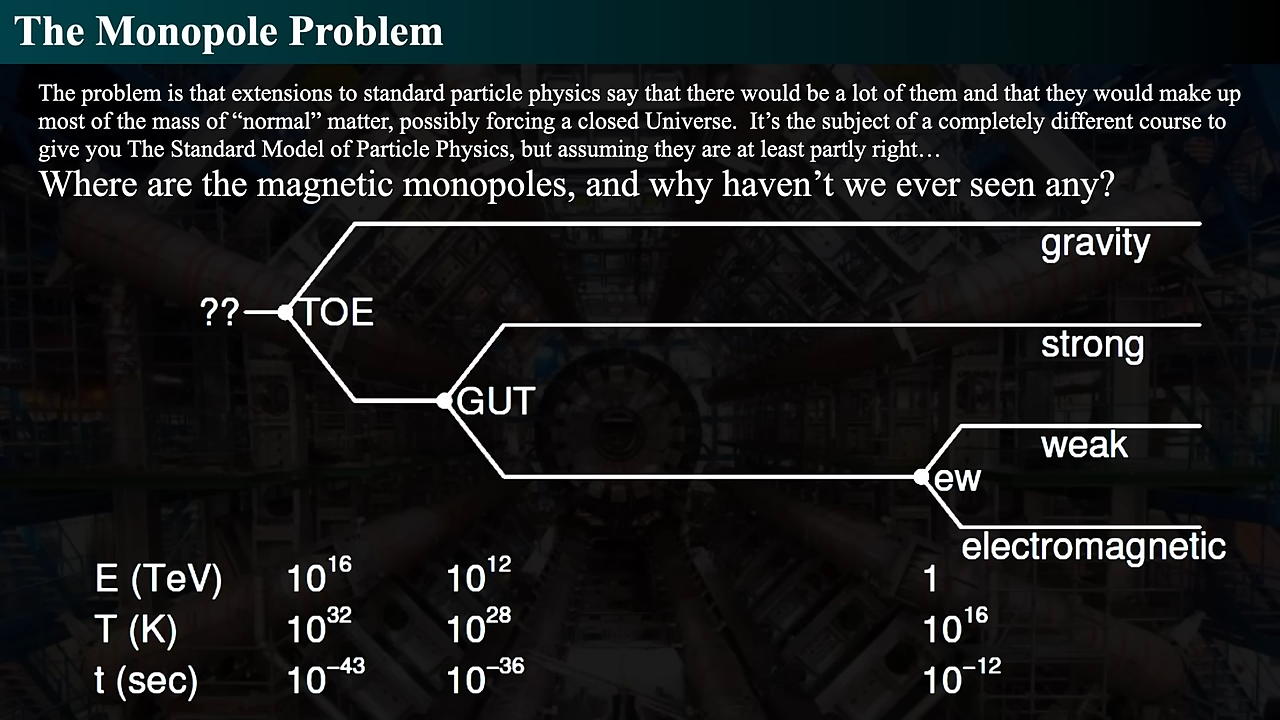 The Monopole Problem
The problem is that extensions to standard particle physics say that there would be a lot of them and that they would make up
most of the mass of “normal” matter, possibly forcing a closed Universe.  It’s the subject of a completely different course to
give you The Standard Model of Particle Physics, but assuming they are at least partly right…
Where are the magnetic monopoles, and why haven’t we ever seen any?
gravity
?? TOE
strong
GUT
weak
ew
electromagnetic
E (TeV) 10^16 10^12 1
T (K) 10^32 10^28 10^16
t (sec) 10^−43 10^−36 10^−12